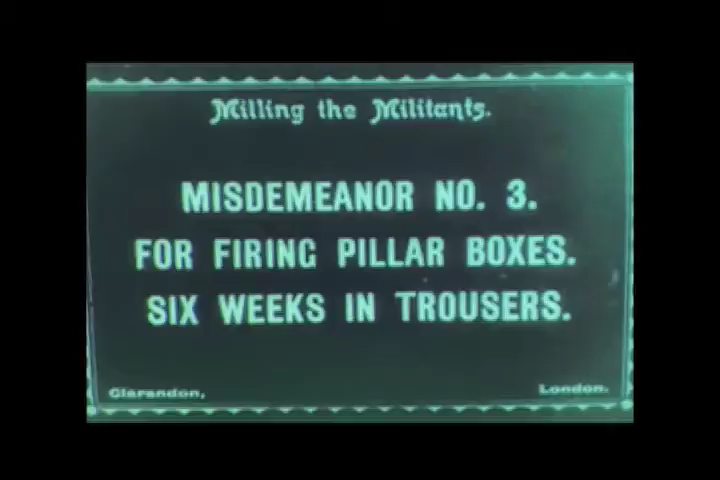 Milling the Militants.
MISDEMEANOR NO. 3.
FOR FIRING PILLAR BOXES.
SIX WEEKS IN TROUSERS.
Clarendon, London.